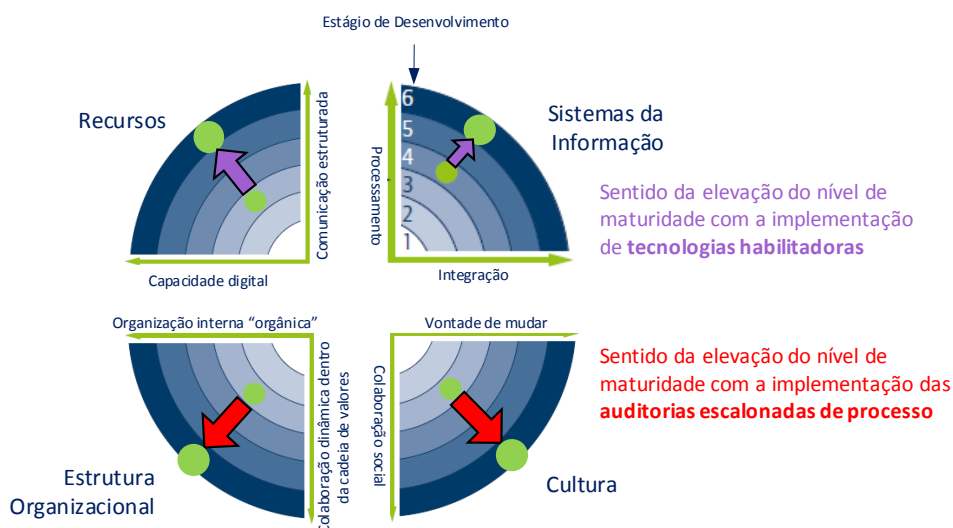 Estágio de Desenvolvimento
Recursos
Comunicação estruturada
Capacidade digital
6
5
4
3
2
1
Processamento
Integração
Sistemas da
Informação
Sentido da elevação do nível de
maturidade com a implementação
de tecnologias habilitadoras
Organização interna “orgânica”
Colaboração dinâmica dentro
da cadeia de valores
Estrutura
Organizacional
Vontade de mudar
Colaboração social
Cultura
Sentido da elevação do nível de
maturidade com a implementação das
auditorias escalonadas de processo